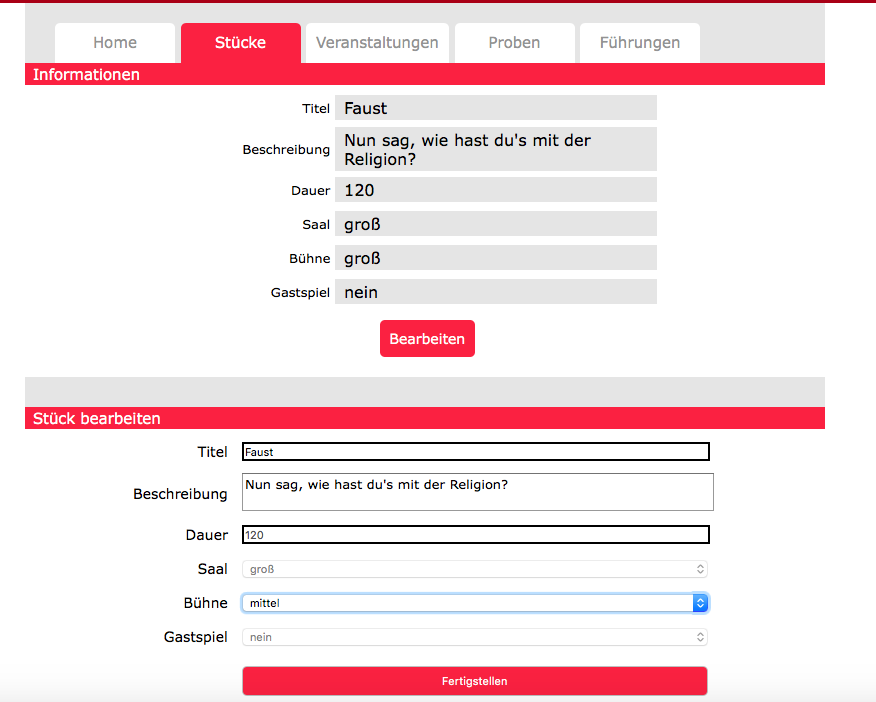 Home Stücke Veranstaltungen Proben Führungen
Informationen
Titel Faust
Beschreibung Nun sag, wie hast du's mit der
Religion?
Dauer 120
Saal groß
Bühne groß
Gastspiel nein
Bearbeiten
Stück bearbeiten
Titel Faust
Beschreibung Nun sag, wie hast du's mit der Religion?
Dauer 120
Saal groß
Bühne mittel
Gastspiel nein
Fertigstellen